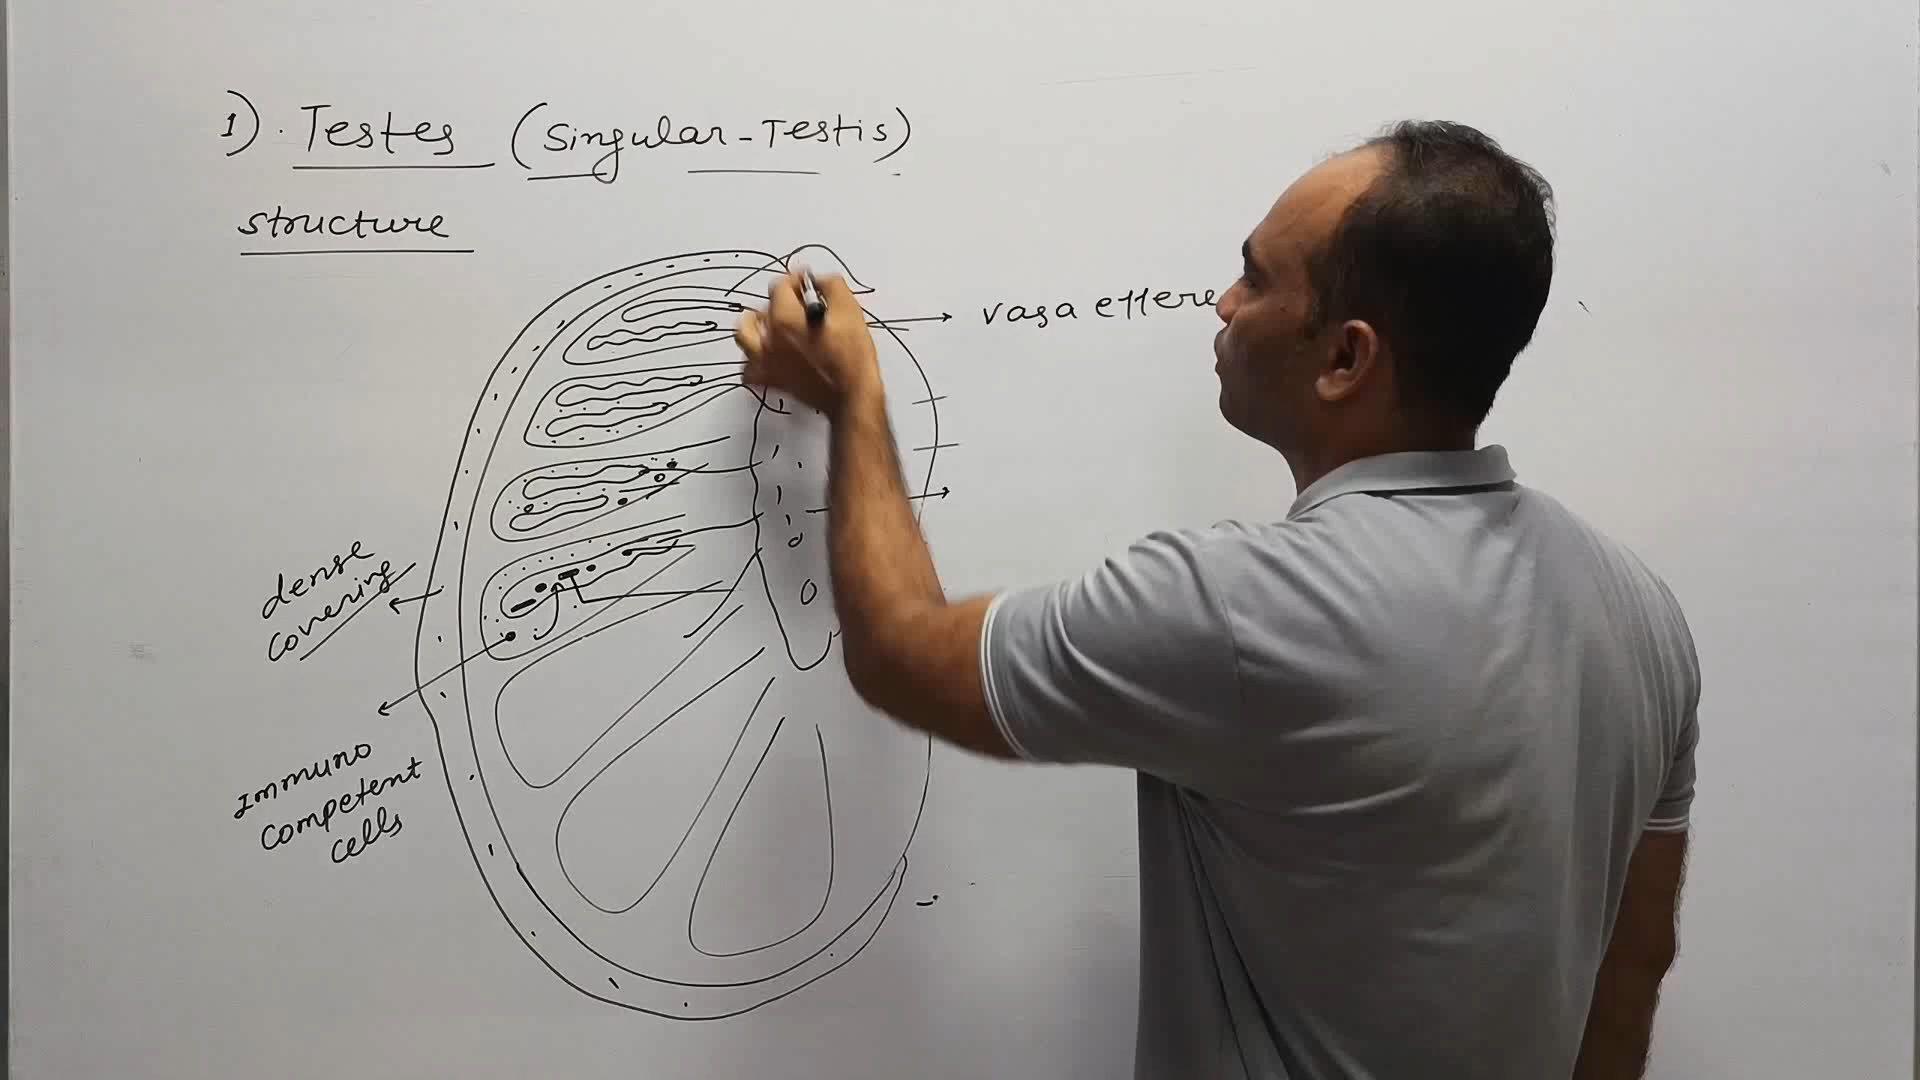 1). Testes (Singular-Testis)
structure
vasa effere
dense
covering
Immuno
competent
cells